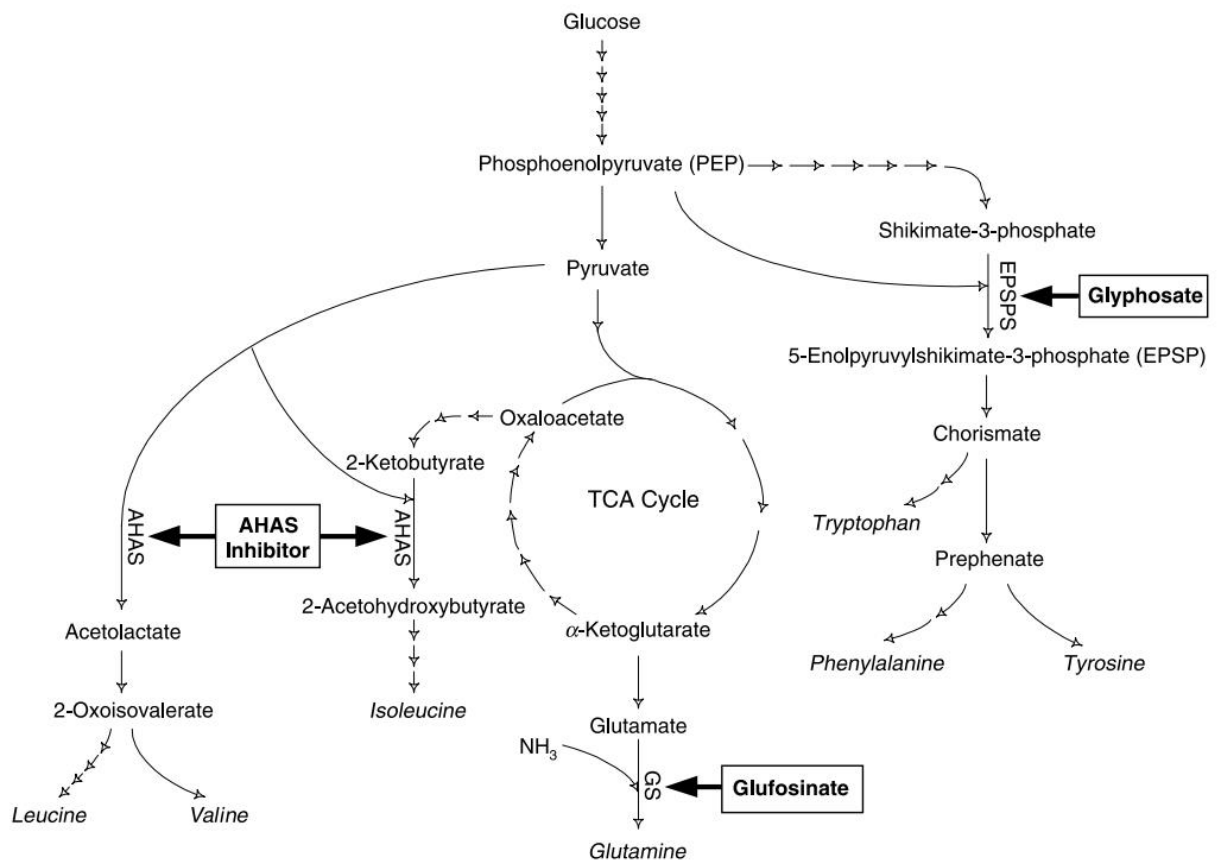 Glucose
Phosphoenolpyruvate (PEP)
Shikimate-3-phosphate
Pyruvate
EPSPS
Glyphosate
5-Enolpyruvylshikimate-3-phosphate (EPSP)
Oxaloacetate
Chorismate
2-Ketobutyrate
TCA Cycle
Tryptophan
AHAS
AHAS
Inhibitor
AHAS
Prephenate
2-Acetohydroxybutyrate
Acetolactate
α-Ketoglutarate
Phenylalanine
Tyrosine
2-Oxoisovalerate
Isoleucine
Glutamate
NH₃
GS
Glufosinate
Leucine
Valine
Glutamine